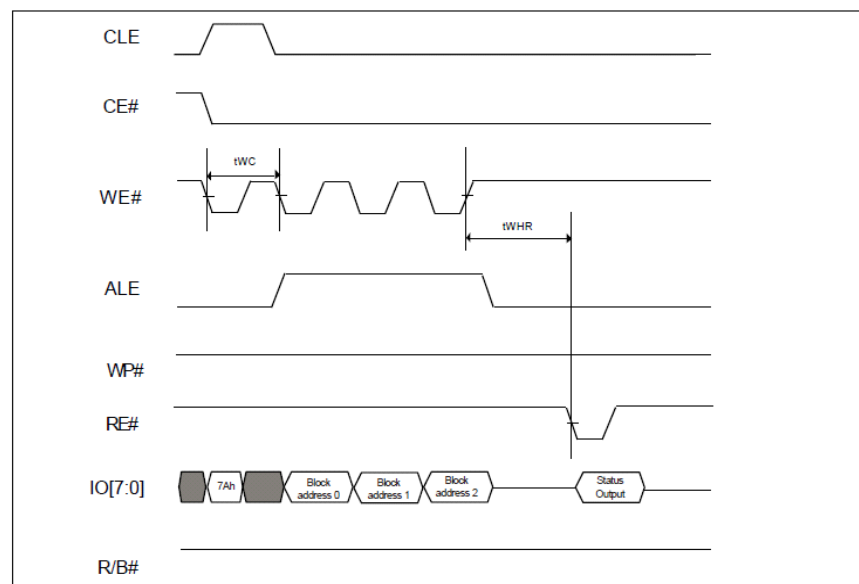 CLE
CE#
tWC
WE#
tWHR
ALE
WP#
RE#
IO[7:0]
7Ah
Block
address 0
Block
address 1
Block
address 2
Status
Output
R/B#